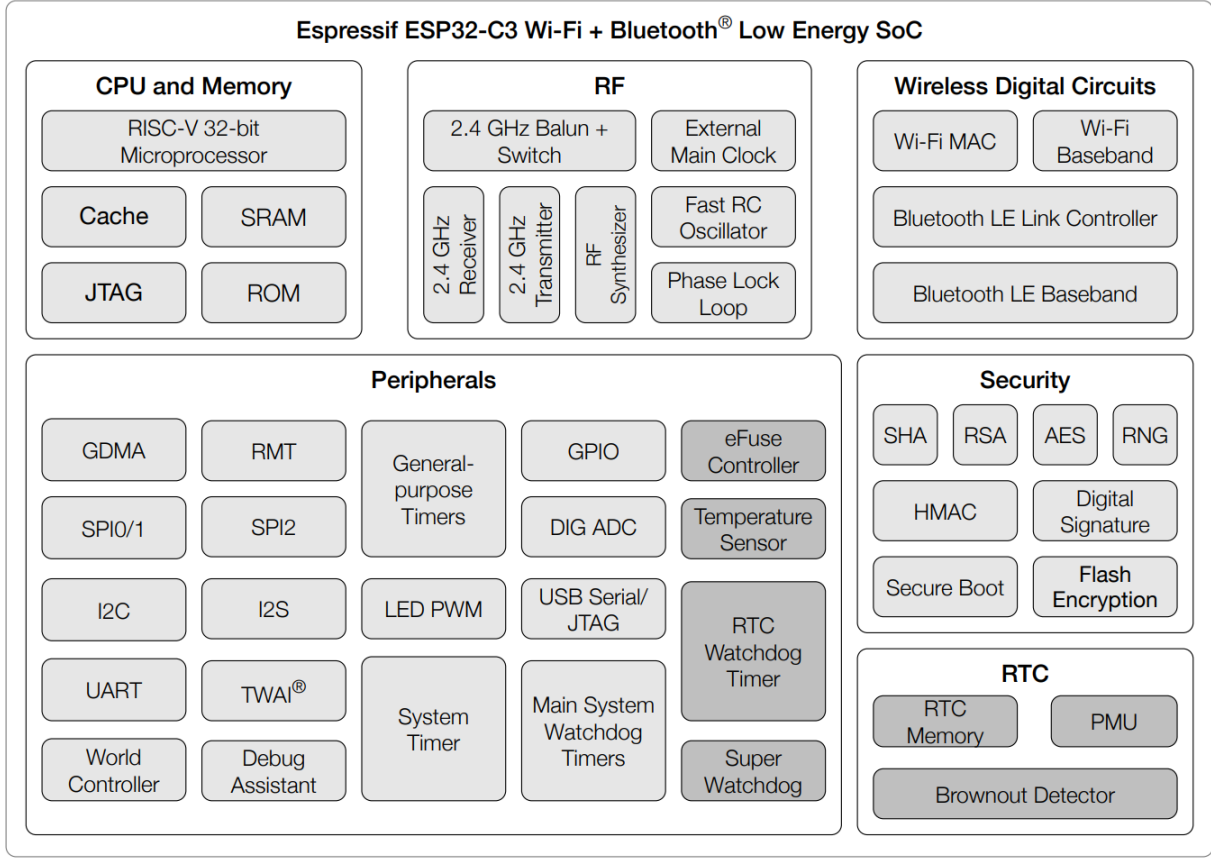 Espressif ESP32-C3 Wi-Fi + Bluetooth® Low Energy SoC
CPU and Memory
RISC-V 32-bit
Microprocessor
Cache
SRAM
JTAG
ROM
RF
2.4 GHz Balun +
Switch
External
Main Clock
2.4 GHz
Receiver
2.4 GHz
Transmitter
RF
Synthesizer
Fast RC
Oscillator
Phase Lock
Loop
Wireless Digital Circuits
Wi-Fi MAC
Wi-Fi
Baseband
Bluetooth LE Link Controller
Bluetooth LE Baseband
Peripherals
GDMA
RMT
General-
purpose
Timers
GPIO
eFuse
Controller
SPI0/1
SPI2
DIG ADC
Temperature
Sensor
I2C
I2S
LED PWM
USB Serial/
JTAG
RTC
Watchdog
Timer
UART
TWAI®
System
Timer
Main System
Watchdog
Timers
World
Controller
Debug
Assistant
Super
Watchdog
Security
SHA
RSA
AES
RNG
HMAC
Digital
Signature
Secure Boot
Flash
Encryption
RTC
RTC
Memory
PMU
Brownout Detector